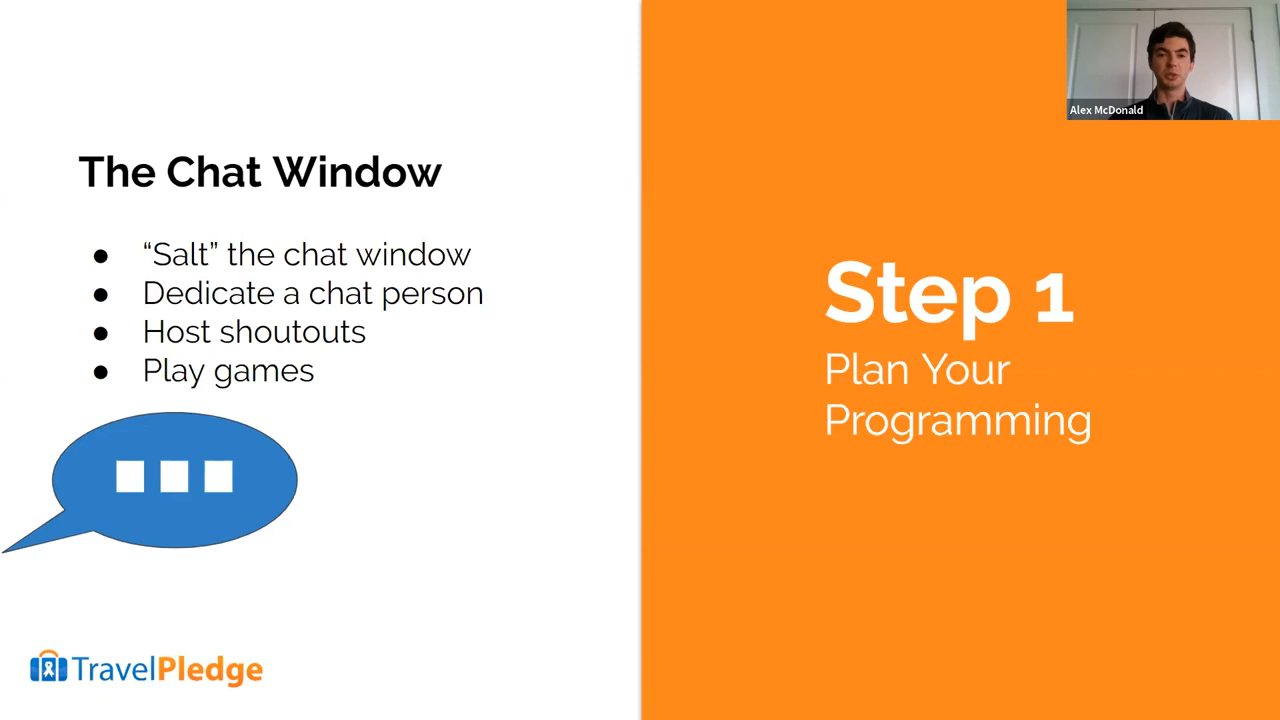 The Chat Window
● “Salt” the chat window
● Dedicate a chat person
● Host shoutouts
● Play games
TravelPledge
Step 1
Plan Your
Programming
Alex McDonald